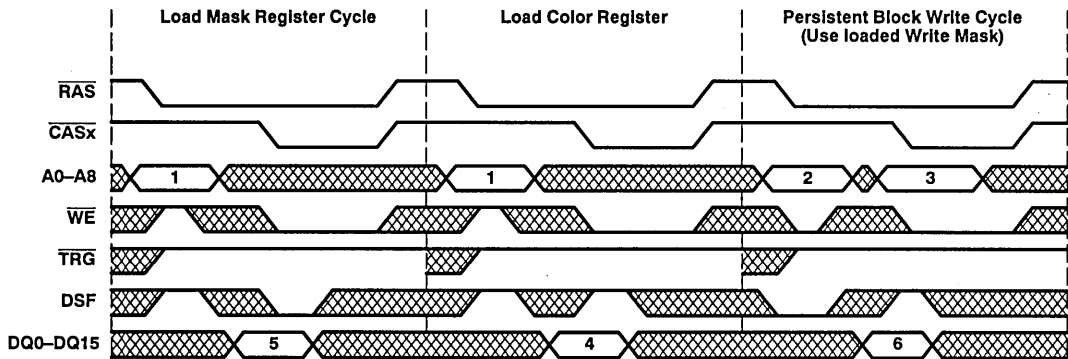 Load Mask Register Cycle
Load Color Register
Persistent Block Write Cycle
(Use loaded Write Mask)
RAS
CASx
A0–A8
1
1
2
3
WE
TRG
DSF
DQ0–DQ15
5
4
6